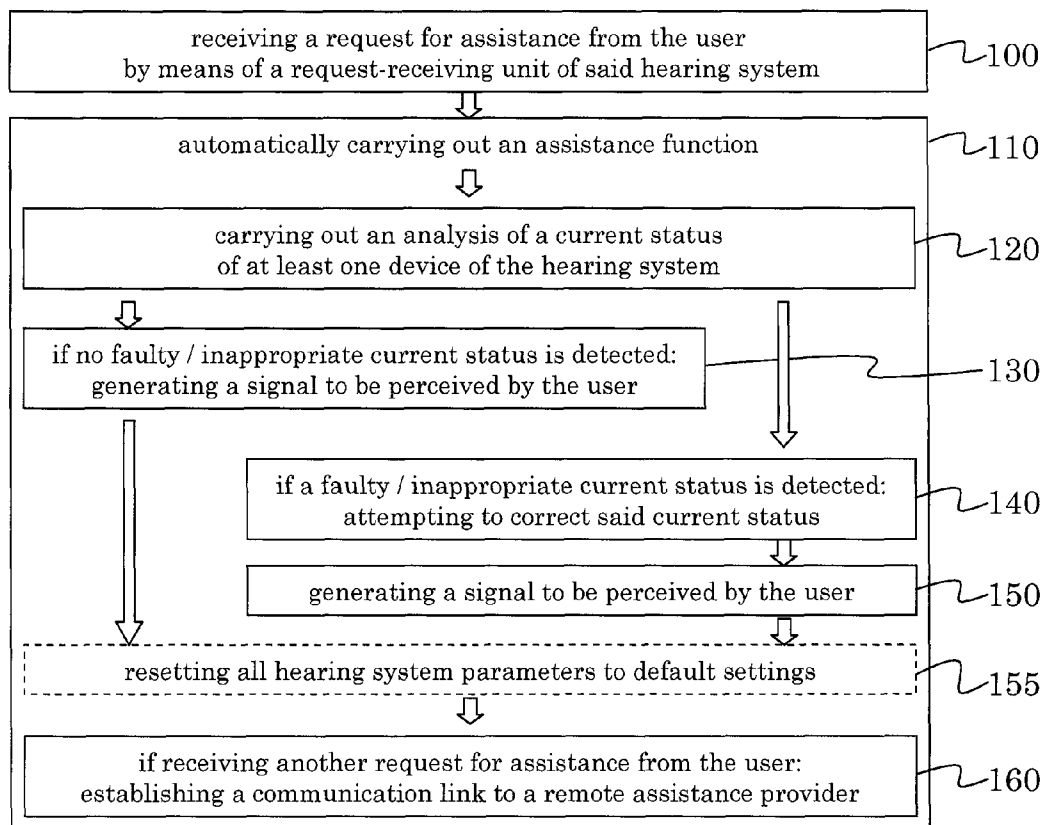 receiving a request for assistance from the user
by means of a request-receiving unit of said hearing system
100
automatically carrying out an assistance function
110
carrying out an analysis of a current status
of at least one device of the hearing system
120
if no faulty / inappropriate current status is detected:
generating a signal to be perceived by the user
130
if a faulty / inappropriate current status is detected:
attempting to correct said current status
140
generating a signal to be perceived by the user
150
resetting all hearing system parameters to default settings
155
if receiving another request for assistance from the user:
establishing a communication link to a remote assistance provider
160